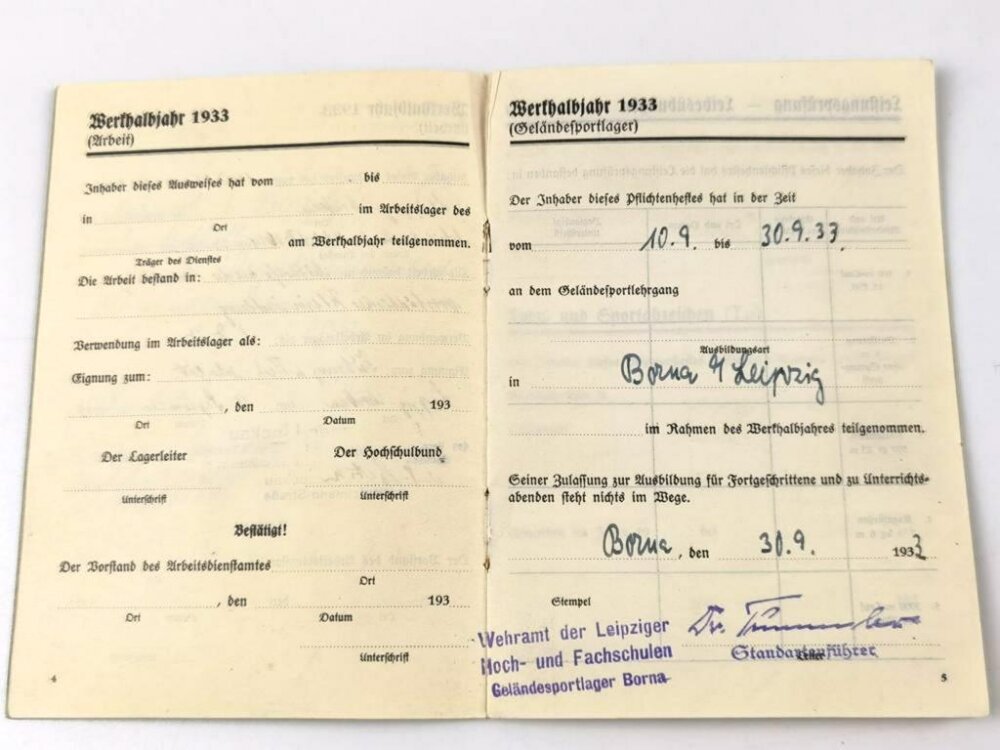 Werkhalbjahr 1933
(Arbeit)
Inhaber dieses Ausweises hat vom bis
in im Arbeitslager des
Ort
am Werkhalbjahr teilgenommen.
Träger des Dienstes
Die Arbeit bestand in:
Verwendung im Arbeitslager als:
Eignung zum:
, den 193
Ort Datum
Der Lagerleiter Der Hochschulbund
Unterschrift Unterschrift
Bestätigt!
Der Vorstand des Arbeitsdienstamtes
Ort
, den 193
Ort Datum
Unterschrift
4
Werkhalbjahr 1933
(Geländesportlager)
Der Inhaber dieses Pflichtenheftes hat in der Zeit
vom 10.9. bis 30.9.33.
an dem Geländesportlehrgang
Ausbildungsart
in Borna b/ Leipzig
im Rahmen des Werkhalbjahres teilgenommen.
Seiner Zulassung zur Ausbildung für Fortgeschrittene und zu Unterrichts-
abenden steht nichts im Wege.
Borna, den 30.9. 1933
Stempel
Wehramt der Leipziger
Hoch- und Fachschulen
Geländesportlager Borna
Dr.
Standartenführer
5